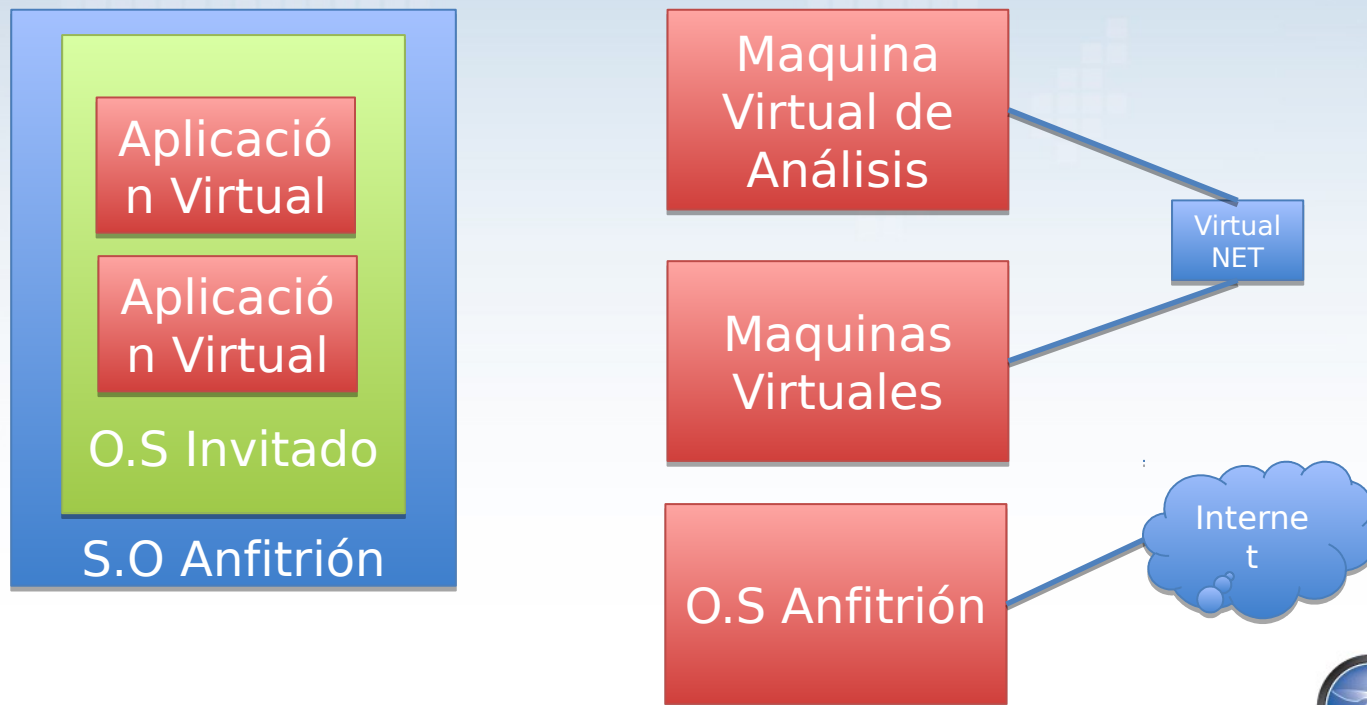 Aplicació
n Virtual
Aplicació
n Virtual
O.S Invitado
S.O Anfitrión
Maquina
Virtual de
Análisis
Virtual
NET
Maquinas
Virtuales
Interne
t
O.S Anfitrión